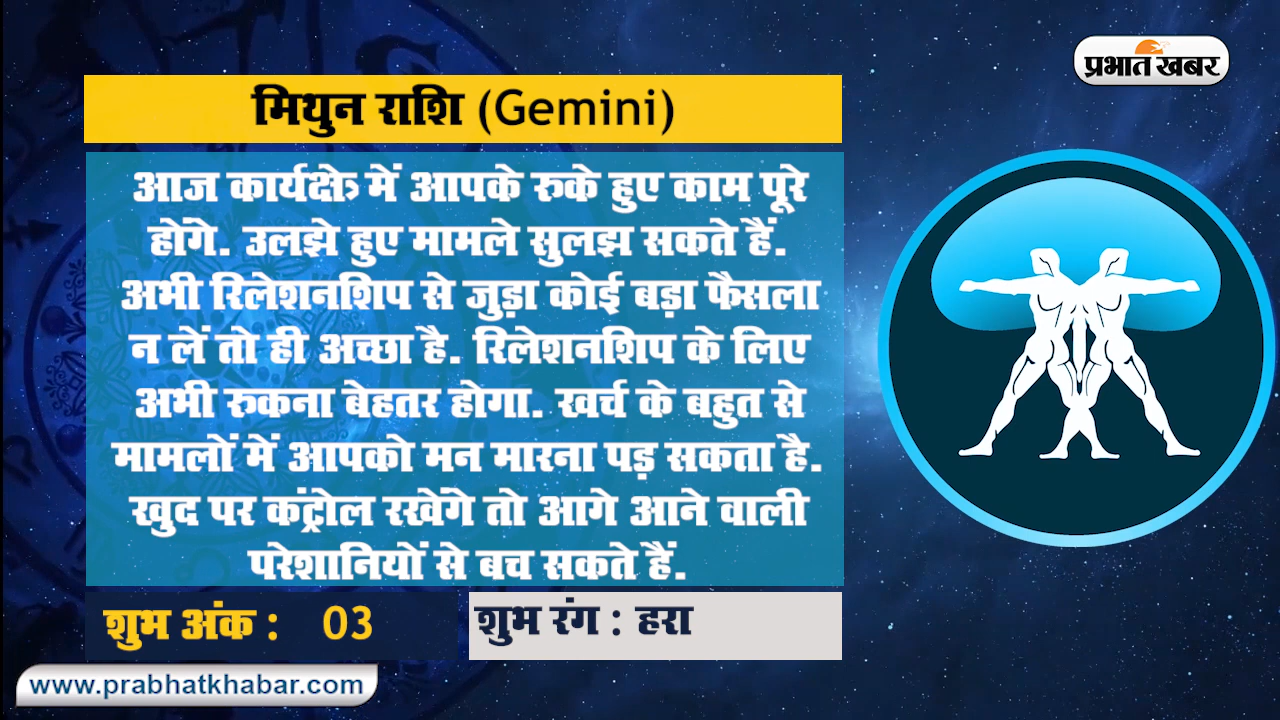 प्रभात खबर
मिथुन राशि (Gemini)
आज कार्यक्षेत्र में आपके रुके हुए काम पूरे
होंगे. उलझे हुए मामले सुलझ सकते हैं.
अभी रिलेशनशिप से जुड़ा कोई बड़ा फैसला
न लें तो ही अच्छा है. रिलेशनशिप के लिए
अभी रुकना बेहतर होगा. खर्च के बहुत से
मामलों में आपको मन मारना पड़ सकता है.
खुद पर कंट्रोल रखेंगे तो आगे आने वाली
परेशानियों से बच सकते हैं.
शुभ अंक : 03
शुभ रंग : हरा
www.prabhatkhabar.com